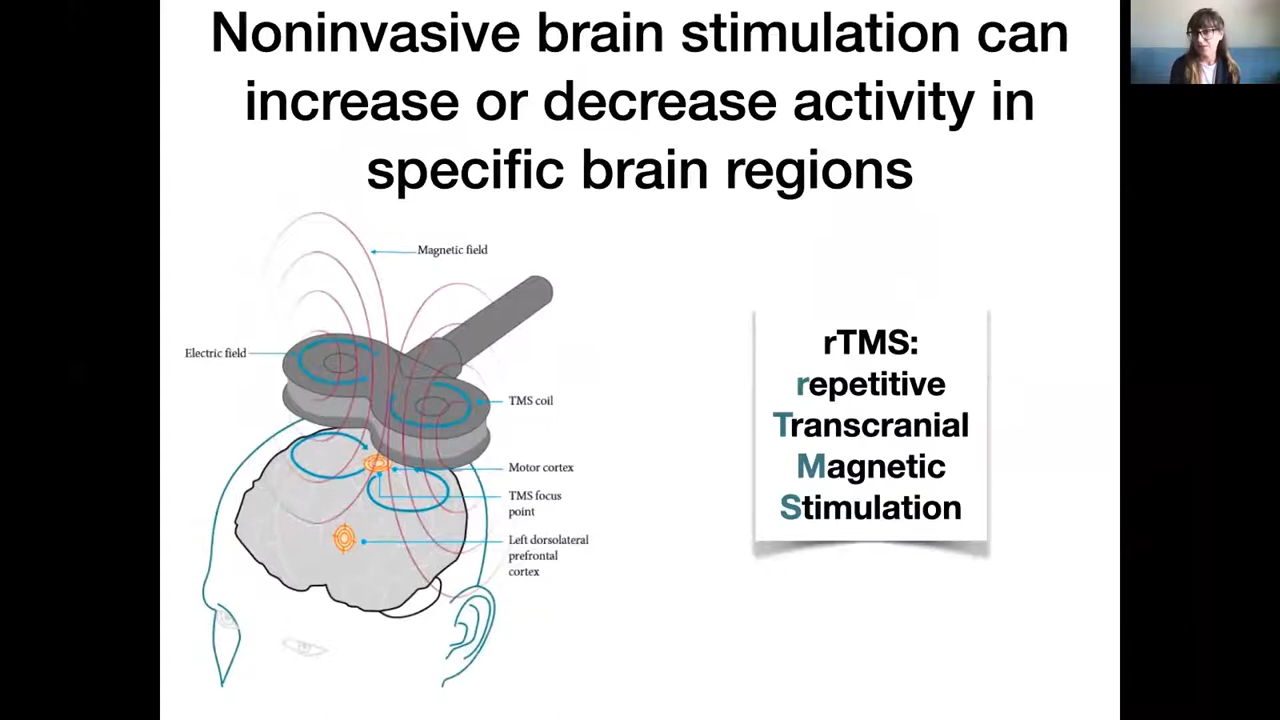 Noninvasive brain stimulation can
increase or decrease activity in
specific brain regions
Magnetic field
Electric field
TMS coil
Motor cortex
TMS focus
point
Left dorsolateral
prefrontal
cortex
rTMS:
repetitive
Transcranial
Magnetic
Stimulation